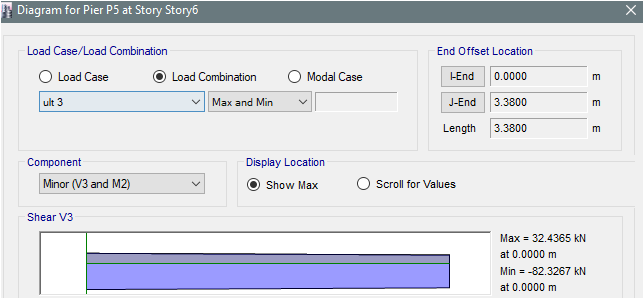 Diagram for Pier P5 at Story Story6
Load Case/Load Combination
Load Case Load Combination Modal Case
ult 3 Max and Min
End Offset Location
I-End 0.0000 m
J-End 3.3800 m
Length 3.3800 m
Component
Minor (V3 and M2)
Display Location
Show Max Scroll for Values
Shear V3
Max = 32.4365 kN
at 0.0000 m
Min = -82.3267 kN
at 0.0000 m